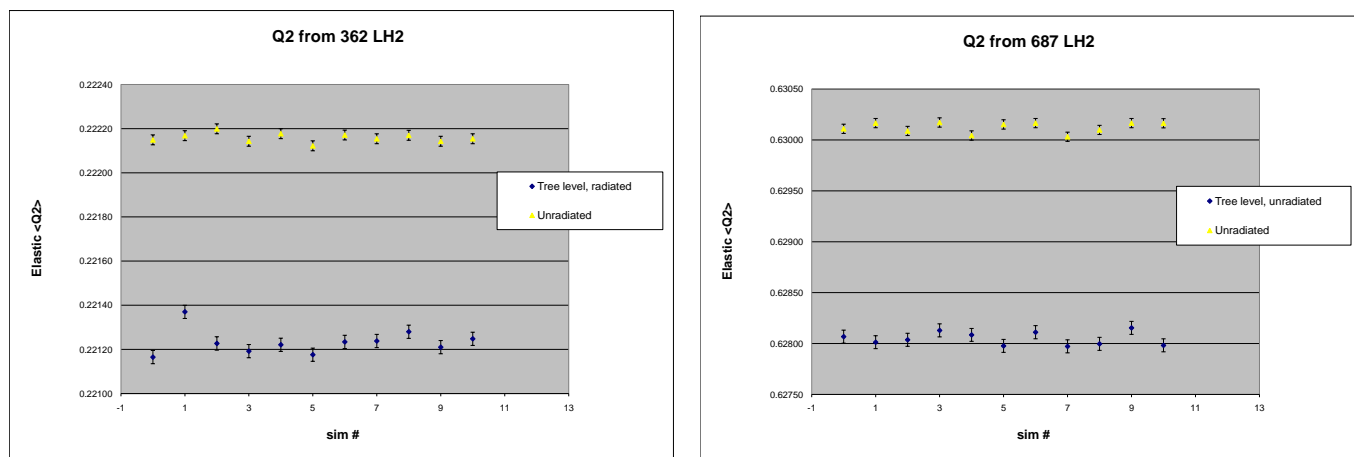 Q2 from 362 LH2
0.22240
0.22220
0.22200
0.22180
0.22160
0.22140
0.22120
0.22100
-1 1 3 5 7 9 11 13
Elastic <Q2>
sim #
Tree level, radiated
Unradiated
Q2 from 687 LH2
0.63050
0.63000
0.62950
0.62900
0.62850
0.62800
0.62750
-1 1 3 5 7 9 11 13
Elastic <Q2>
sim #
Tree level, unradiated
Unradiated